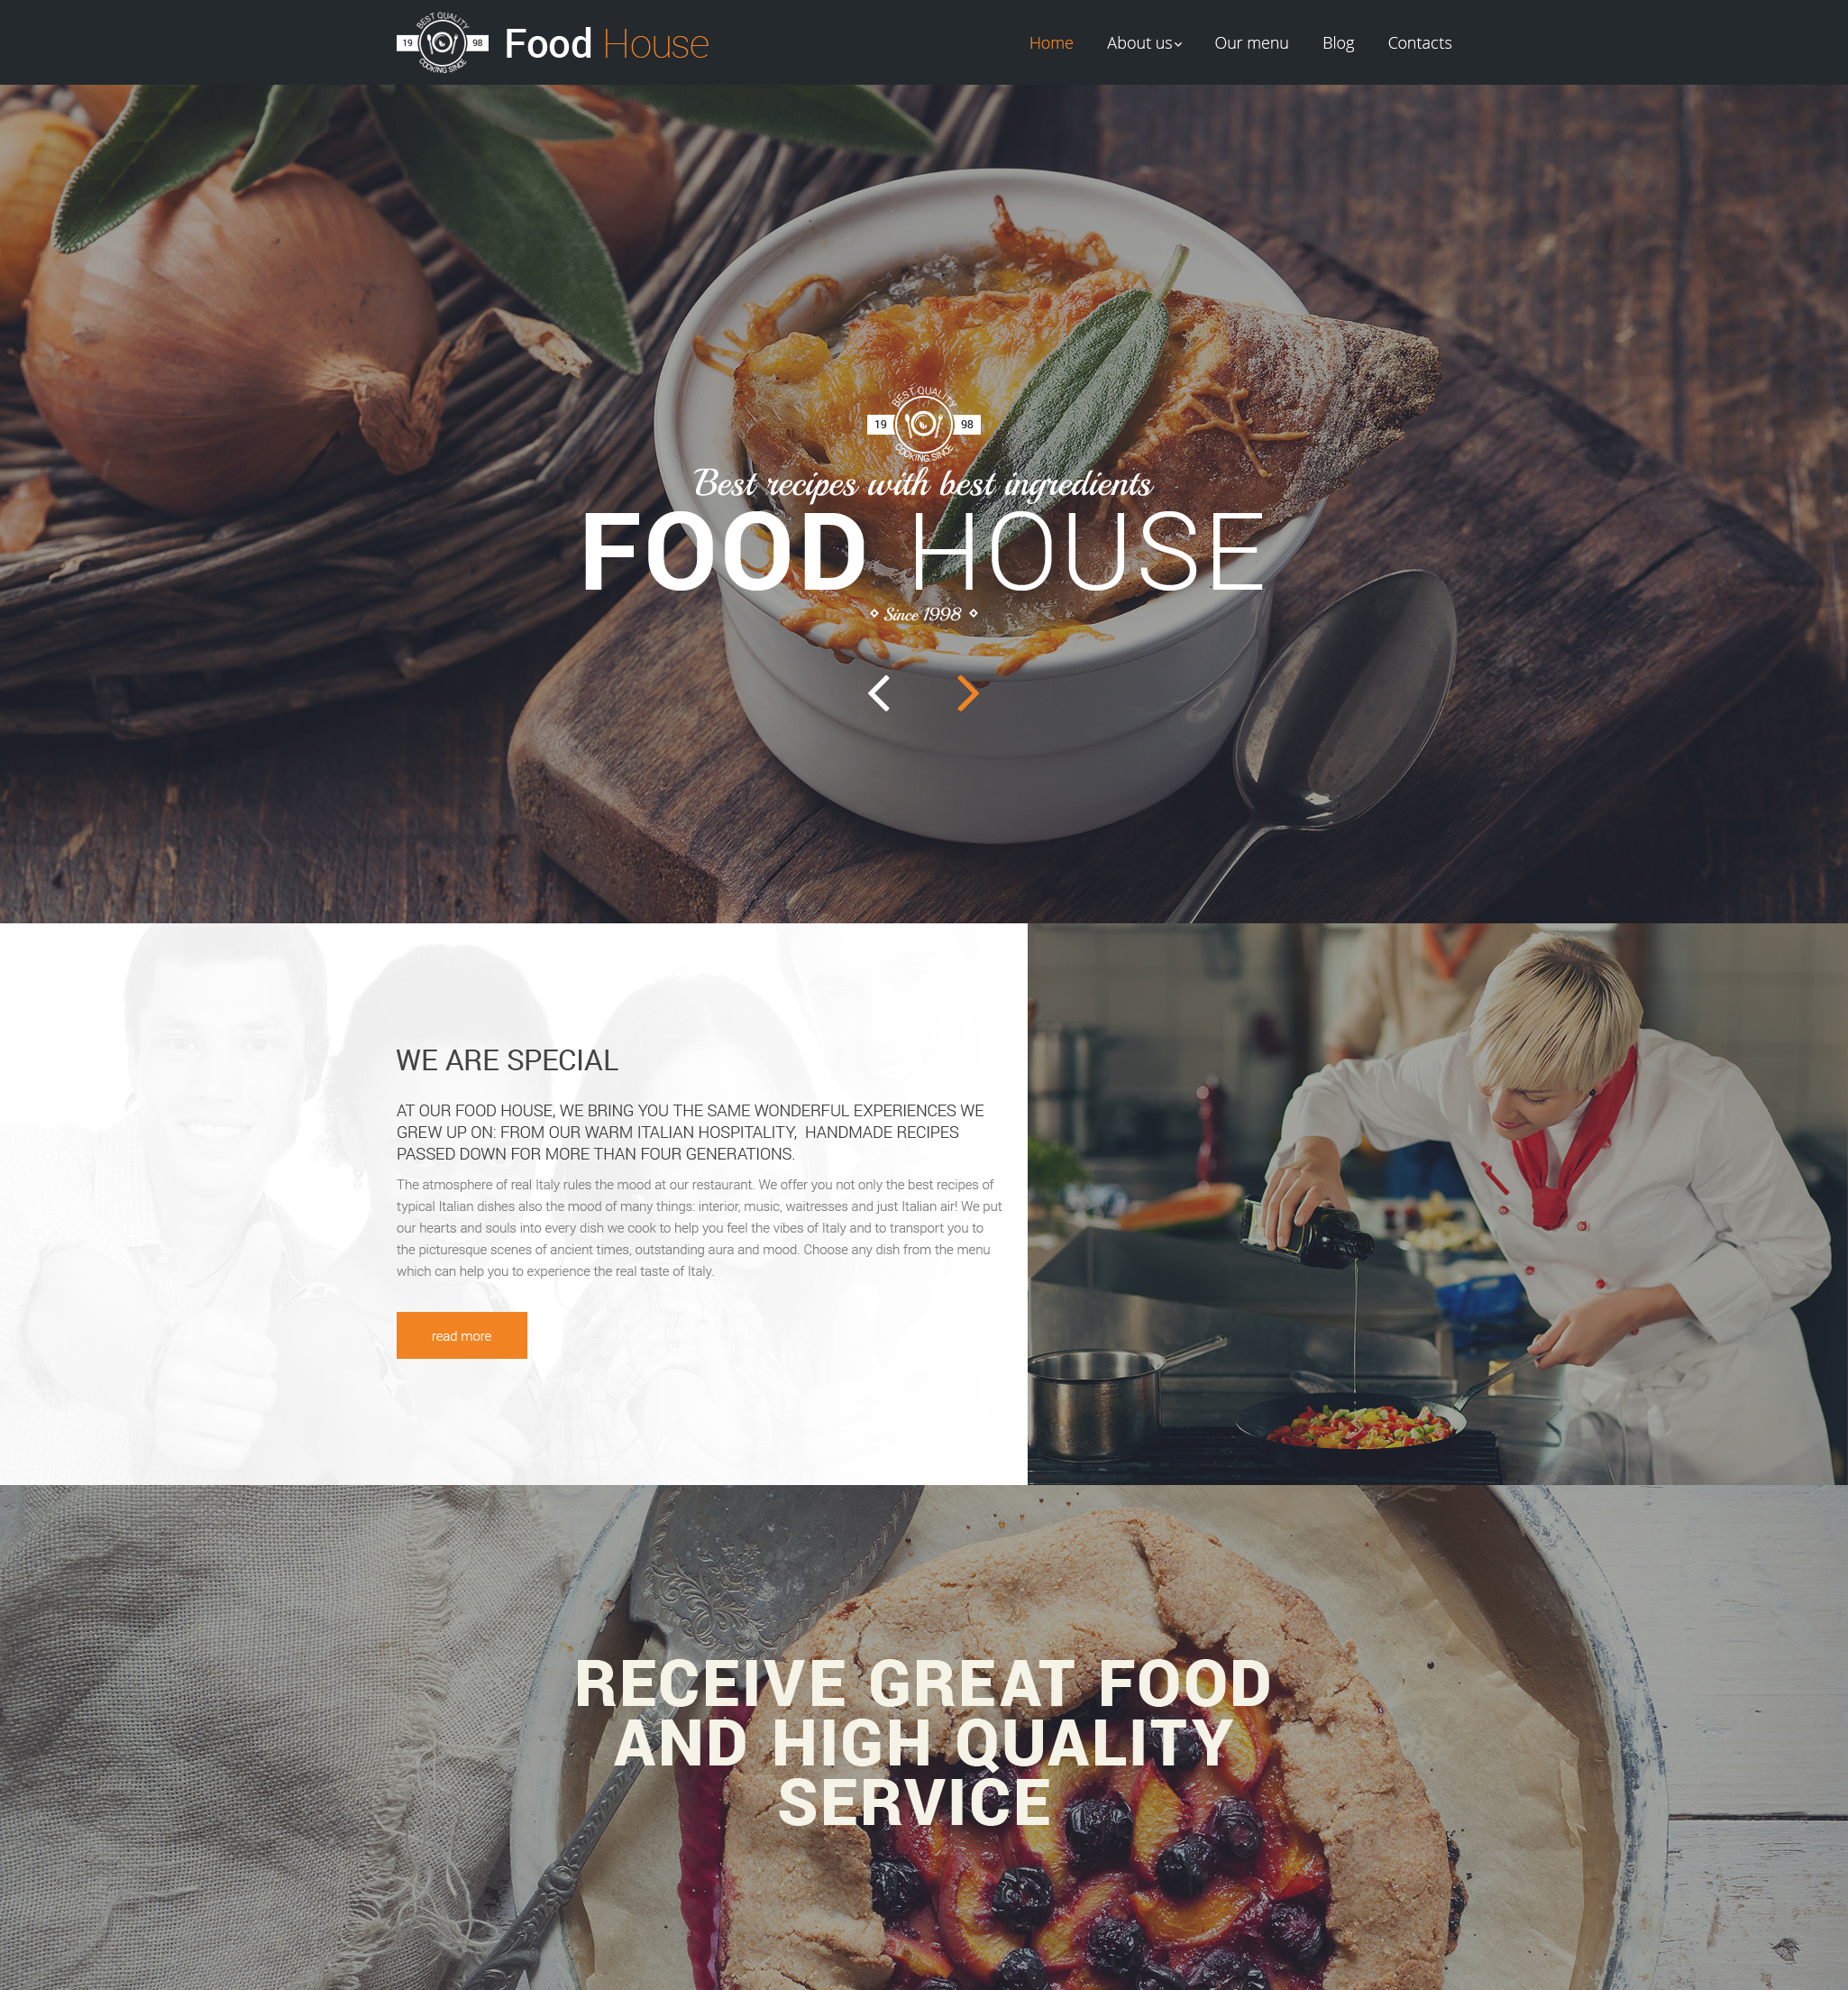 BEST QUALITY
19 98
COOKING SINCE
Food House
Home About us Our menu Blog Contacts
BEST QUALITY
19 98
COOKING SINCE
Best recipes with best ingredients
FOOD HOUSE
Since 1998
WE ARE SPECIAL
AT OUR FOOD HOUSE, WE BRING YOU THE SAME WONDERFUL EXPERIENCES WE
GREW UP ON: FROM OUR WARM ITALIAN HOSPITALITY, HANDMADE RECIPES
PASSED DOWN FOR MORE THAN FOUR GENERATIONS.
The atmosphere of real Italy rules the mood at our restaurant. We offer you not only the best recipes of
typical Italian dishes also the mood of many things: interior, music, waitresses and just Italian air! We put
our hearts and souls into every dish we cook to help you feel the vibes of Italy and to transport you to
the picturesque scenes of ancient times, outstanding aura and mood. Choose any dish from the menu
which can help you to experience the real taste of Italy.
read more
RECEIVE GREAT FOOD
AND HIGH QUALITY
SERVICE